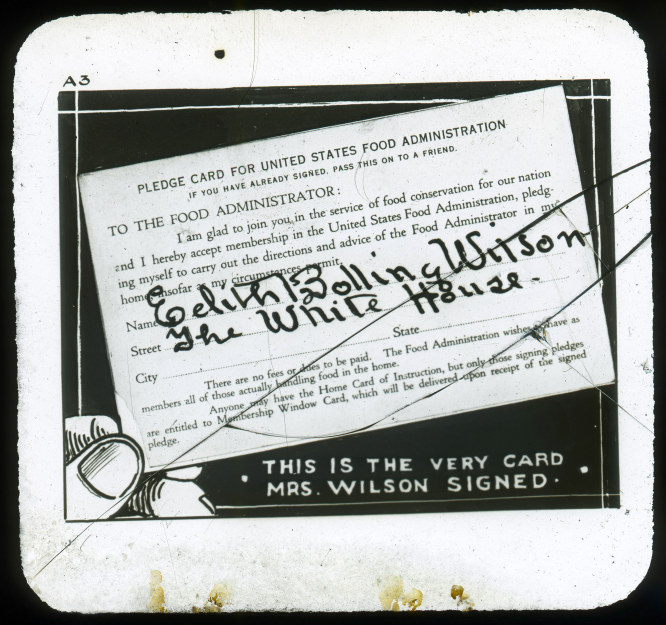 A3
PLEDGE CARD FOR UNITED STATES FOOD ADMINISTRATION
IF YOU HAVE ALREADY SIGNED, PASS THIS ON TO A FRIEND.
TO THE FOOD ADMINISTRATOR:
I am glad to join you in the service of food conservation for our nation
and I hereby accept membership in the United States Food Administration, pledg-
ing myself to carry out the directions and advice of the Food Administrator in my
home, insofar as my circumstances permit.
Name Edith Bolling Wilson
Street The White House.
City State
There are no fees or dues to be paid. The Food Administration wishes to have as
members all of those actually handling food in the home.
Anyone may have the Home Card of Instruction, but only those signing pledges
are entitled to Membership Window Card, which will be delivered upon receipt of the signed
pledge.
· THIS IS THE VERY CARD ·
MRS. WILSON SIGNED ·